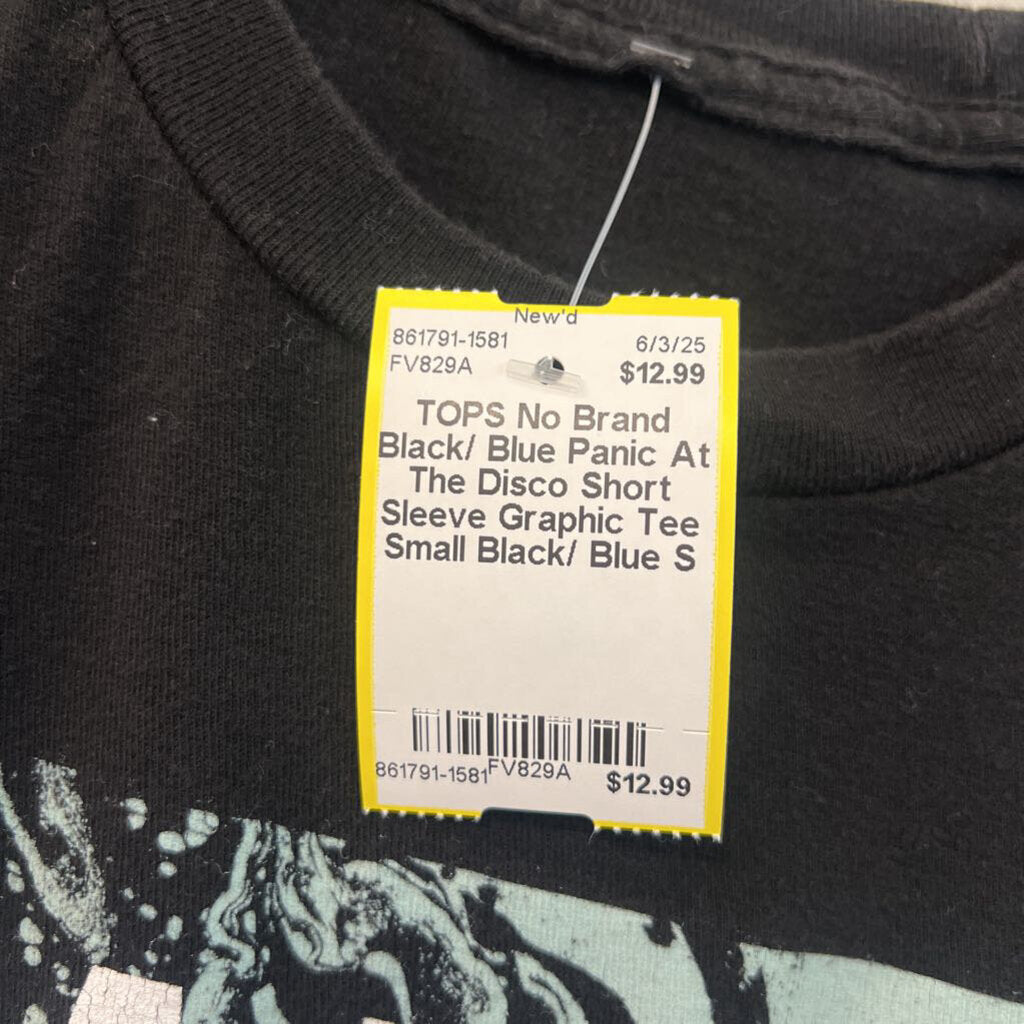 New'd
861791-1581 6/3/25
FV829A $12.99
TOPS No Brand
Black/ Blue Panic At
The Disco Short
Sleeve Graphic Tee
Small Black/ Blue S
861791-1581 FV829A $12.99